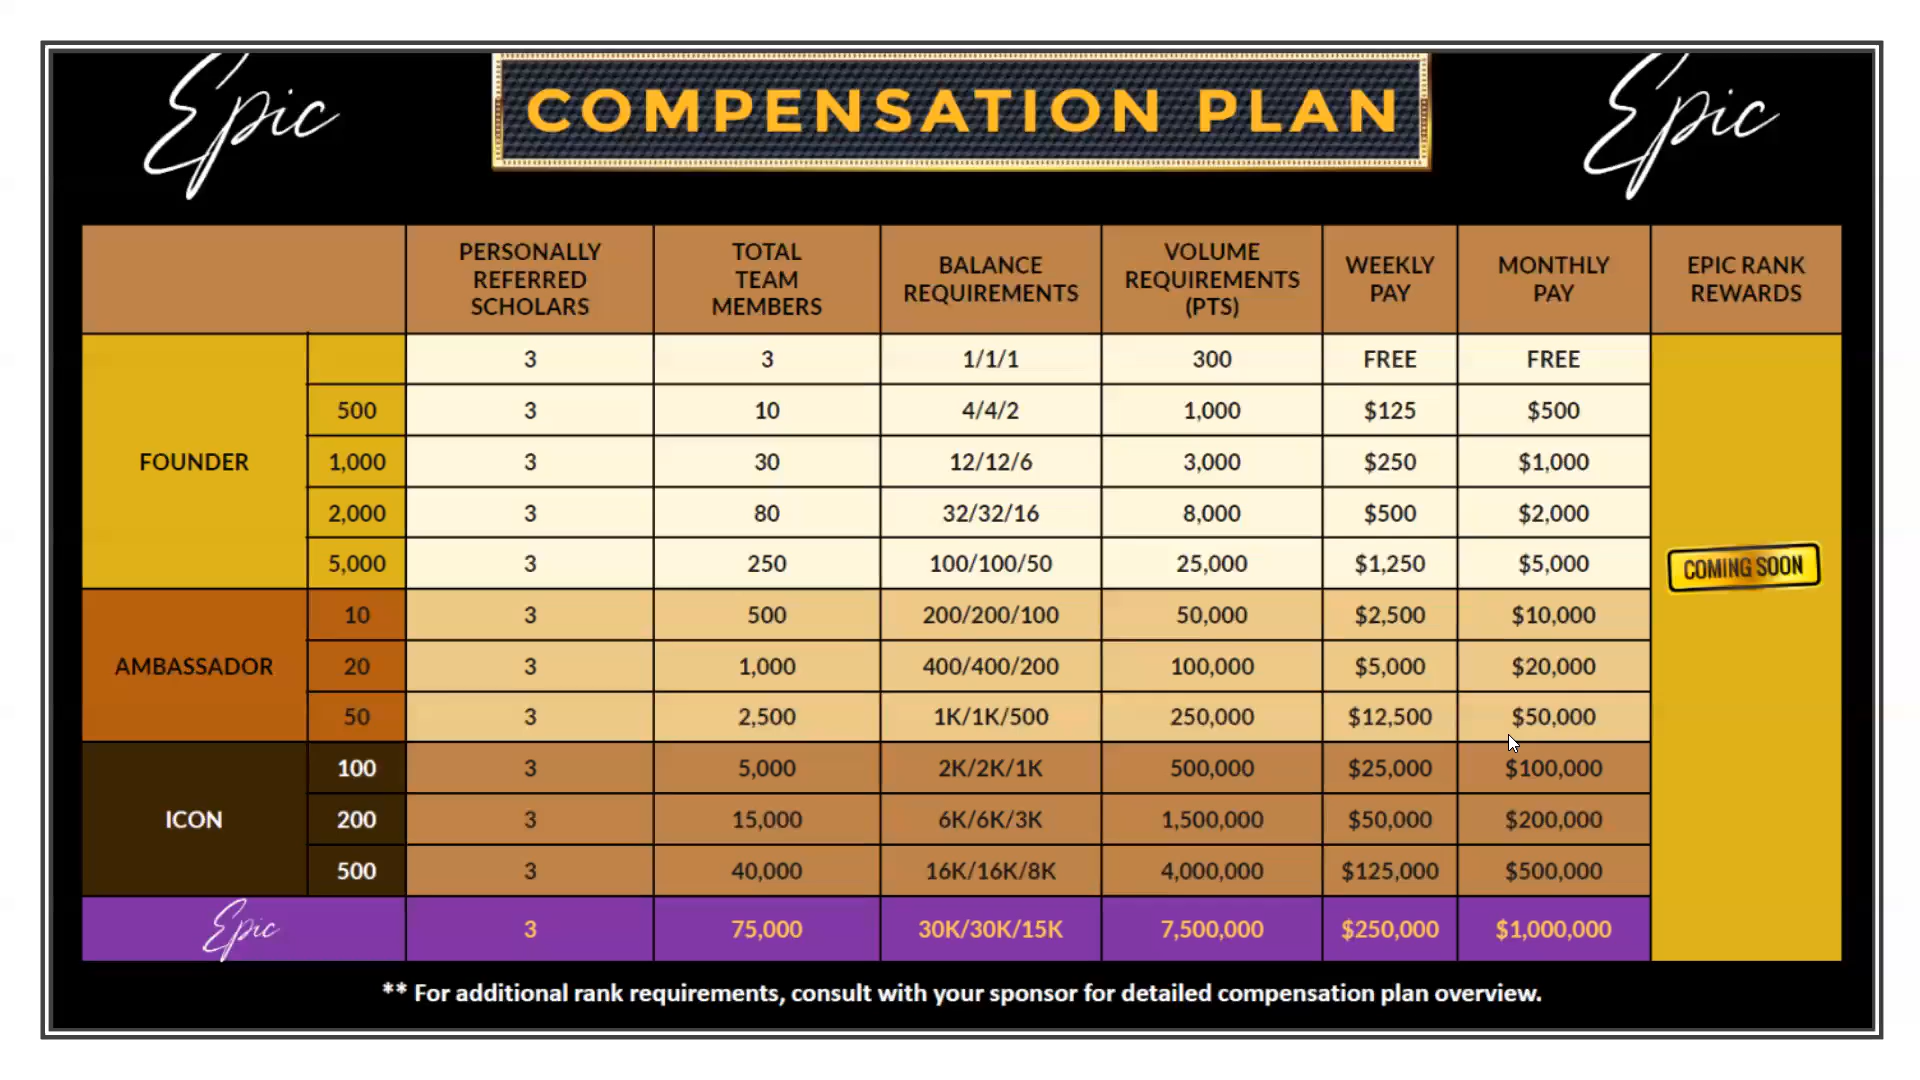 Epic
COMPENSATION PLAN
Epic
PERSONALLY REFERRED SCHOLARS TOTAL TEAM MEMBERS BALANCE REQUIREMENTS VOLUME REQUIREMENTS (PTS) WEEKLY PAY MONTHLY PAY EPIC RANK REWARDS
3 3 1/1/1 300 FREE FREE
500 3 10 4/4/2 1,000 $125 $500
FOUNDER 1,000 3 30 12/12/6 3,000 $250 $1,000
2,000 3 80 32/32/16 8,000 $500 $2,000
5,000 3 250 100/100/50 25,000 $1,250 $5,000 COMING SOON
10 3 500 200/200/100 50,000 $2,500 $10,000
AMBASSADOR 20 3 1,000 400/400/200 100,000 $5,000 $20,000
50 3 2,500 1K/1K/500 250,000 $12,500 $50,000
100 3 5,000 2K/2K/1K 500,000 $25,000 $100,000
ICON 200 3 15,000 6K/6K/3K 1,500,000 $50,000 $200,000
500 3 40,000 16K/16K/8K 4,000,000 $125,000 $500,000
Epic 3 75,000 30K/30K/15K 7,500,000 $250,000 $1,000,000
** For additional rank requirements, consult with your sponsor for detailed compensation plan overview.